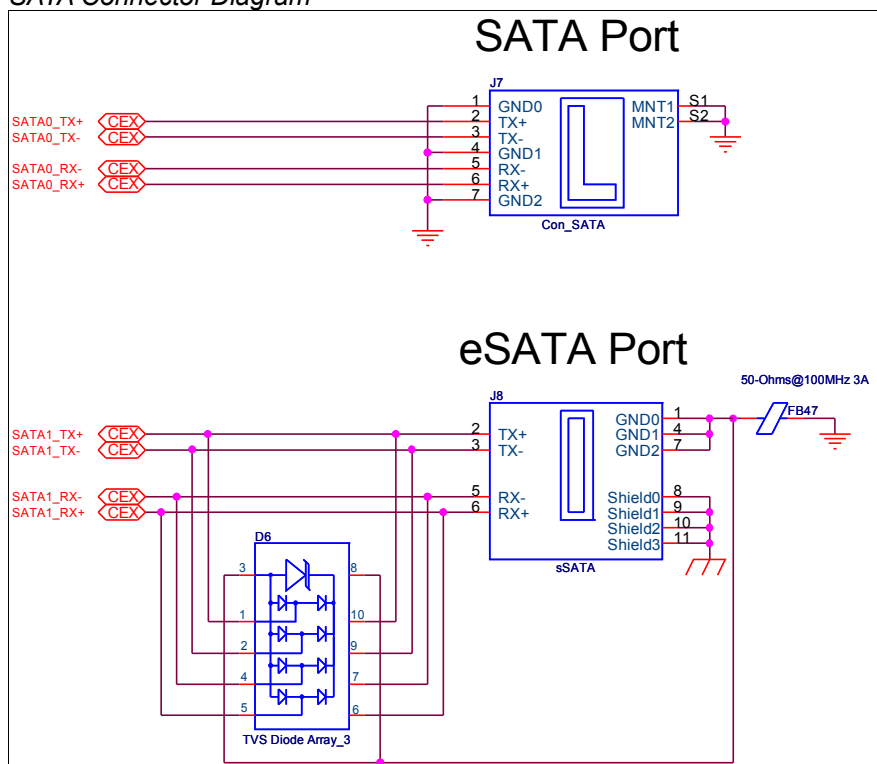 SATA Connector Diagram
SATA Port
J7
SATA0_TX+ CEX 1 GND0 MNT1 S1
SATA0_TX- CEX 2 TX+ MNT2 S2
3 TX-
4 GND1
SATA0_RX- CEX 5 RX-
SATA0_RX+ CEX 6 RX+
7 GND2
Con_SATA
eSATA Port
50-Ohms@100MHz 3A
J8
FB47
SATA1_TX+ CEX 2 TX+ GND0 1
SATA1_TX- CEX 3 TX- GND1 4
GND2 7
SATA1_RX- CEX 5 RX- Shield0 8
SATA1_RX+ CEX 6 RX+ Shield1 9
Shield2 10
Shield3 11
sSATA
D6
3 8
1 10
2 9
4 7
5 6
TVS Diode Array_3